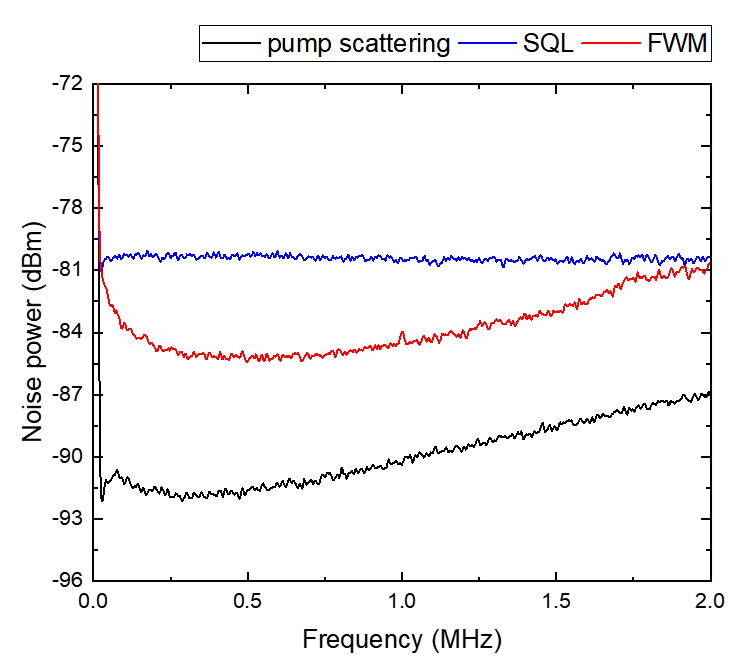 pump scattering SQL FWM
-72
-75
-78
-81
-84
-87
-90
-93
-96
Noise power (dBm)
0.0 0.5 1.0 1.5 2.0
Frequency (MHz)